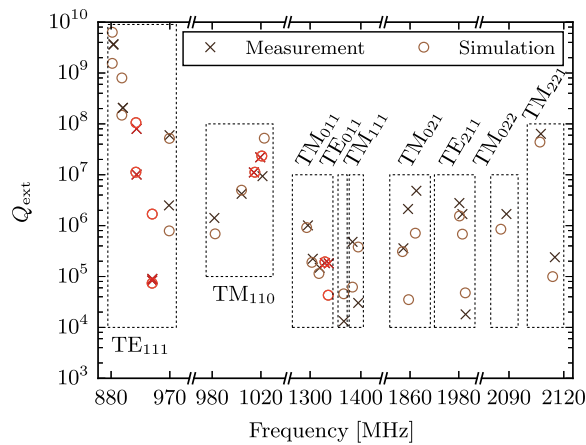 10^10
10^9
10^8
10^7
10^6
10^5
10^4
10^3
Q_ext
Measurement
Simulation
TE_111
TM_110
TM_011
TE_011
TM_111
TM_021
TE_211
TM_022
TM_221
880 970 980 1020 1300 1400 1860 1980 2090 2120
Frequency [MHz]